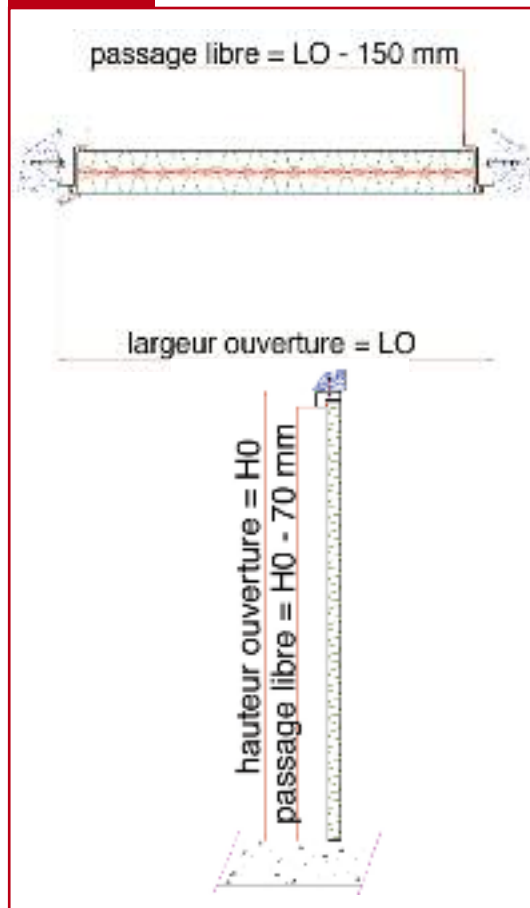 passage libre = LO - 150 mm
largeur ouverture = LO
hauteur ouverture = H0
passage libre = H0 - 70 mm